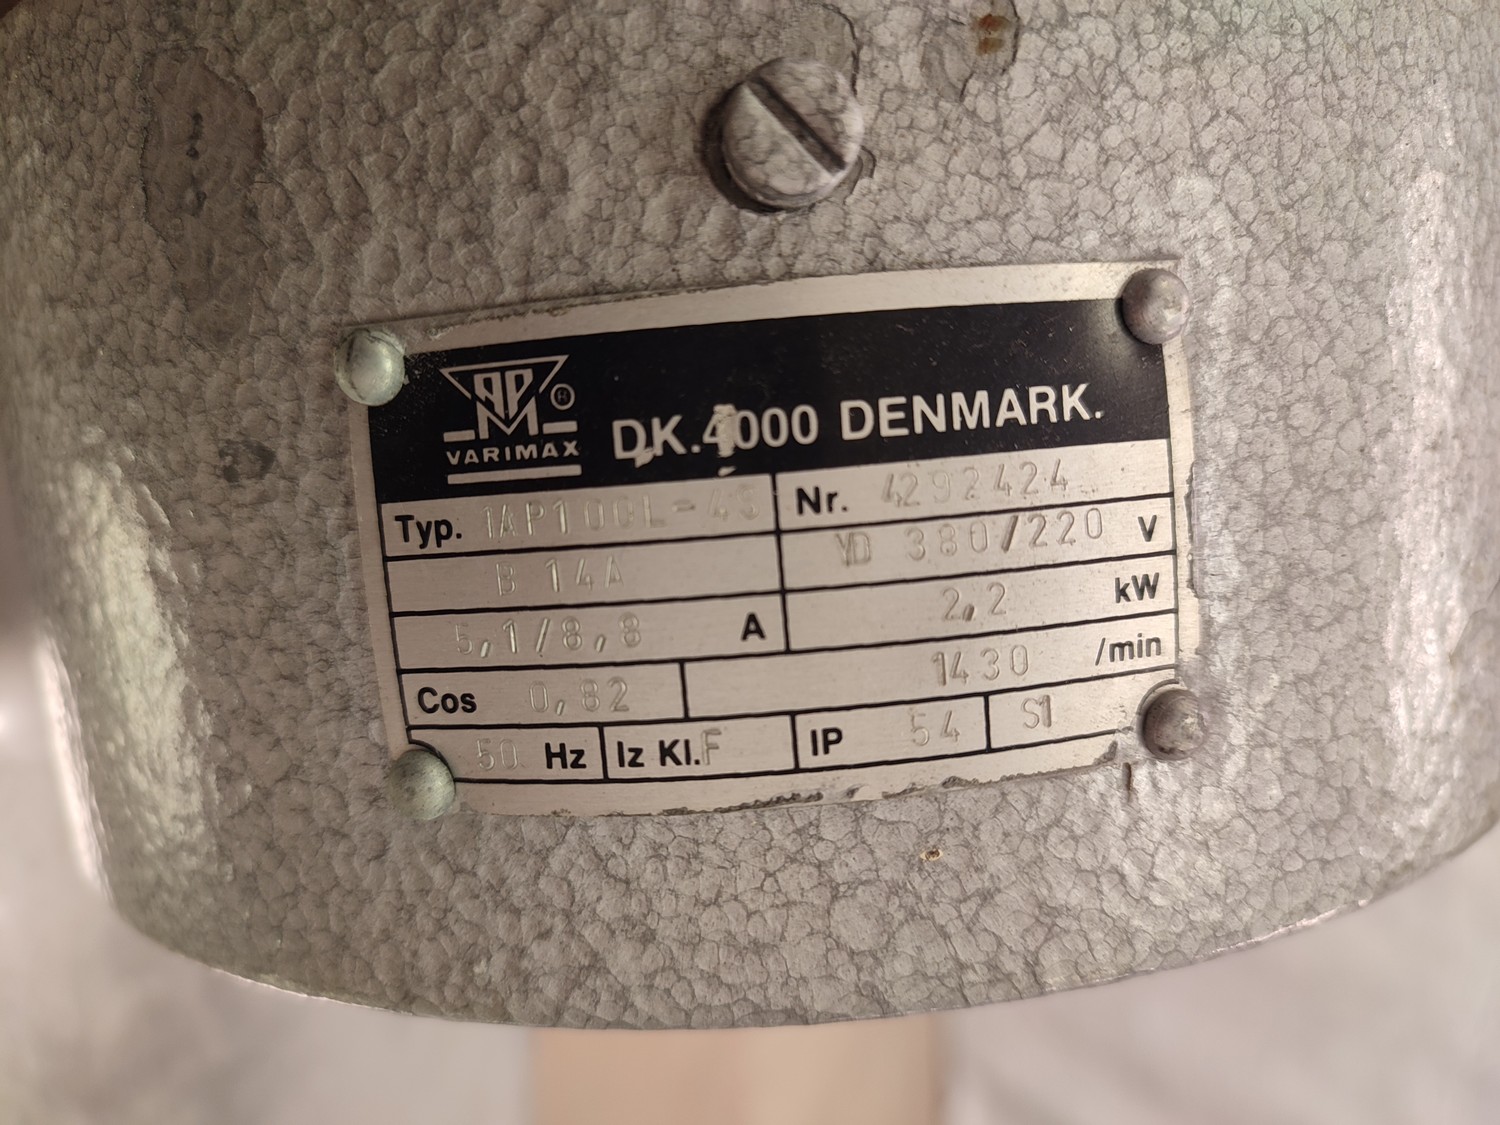 APM
VARIMAX
DK.4000 DENMARK.
Typ. 1AP100L-4S Nr. 4292424
B 14A YD 380/220 V
5,1/8,8 A 2,2 kW
Cos 0,82 1430 /min
50 Hz Iz Kl. F IP 54 S1